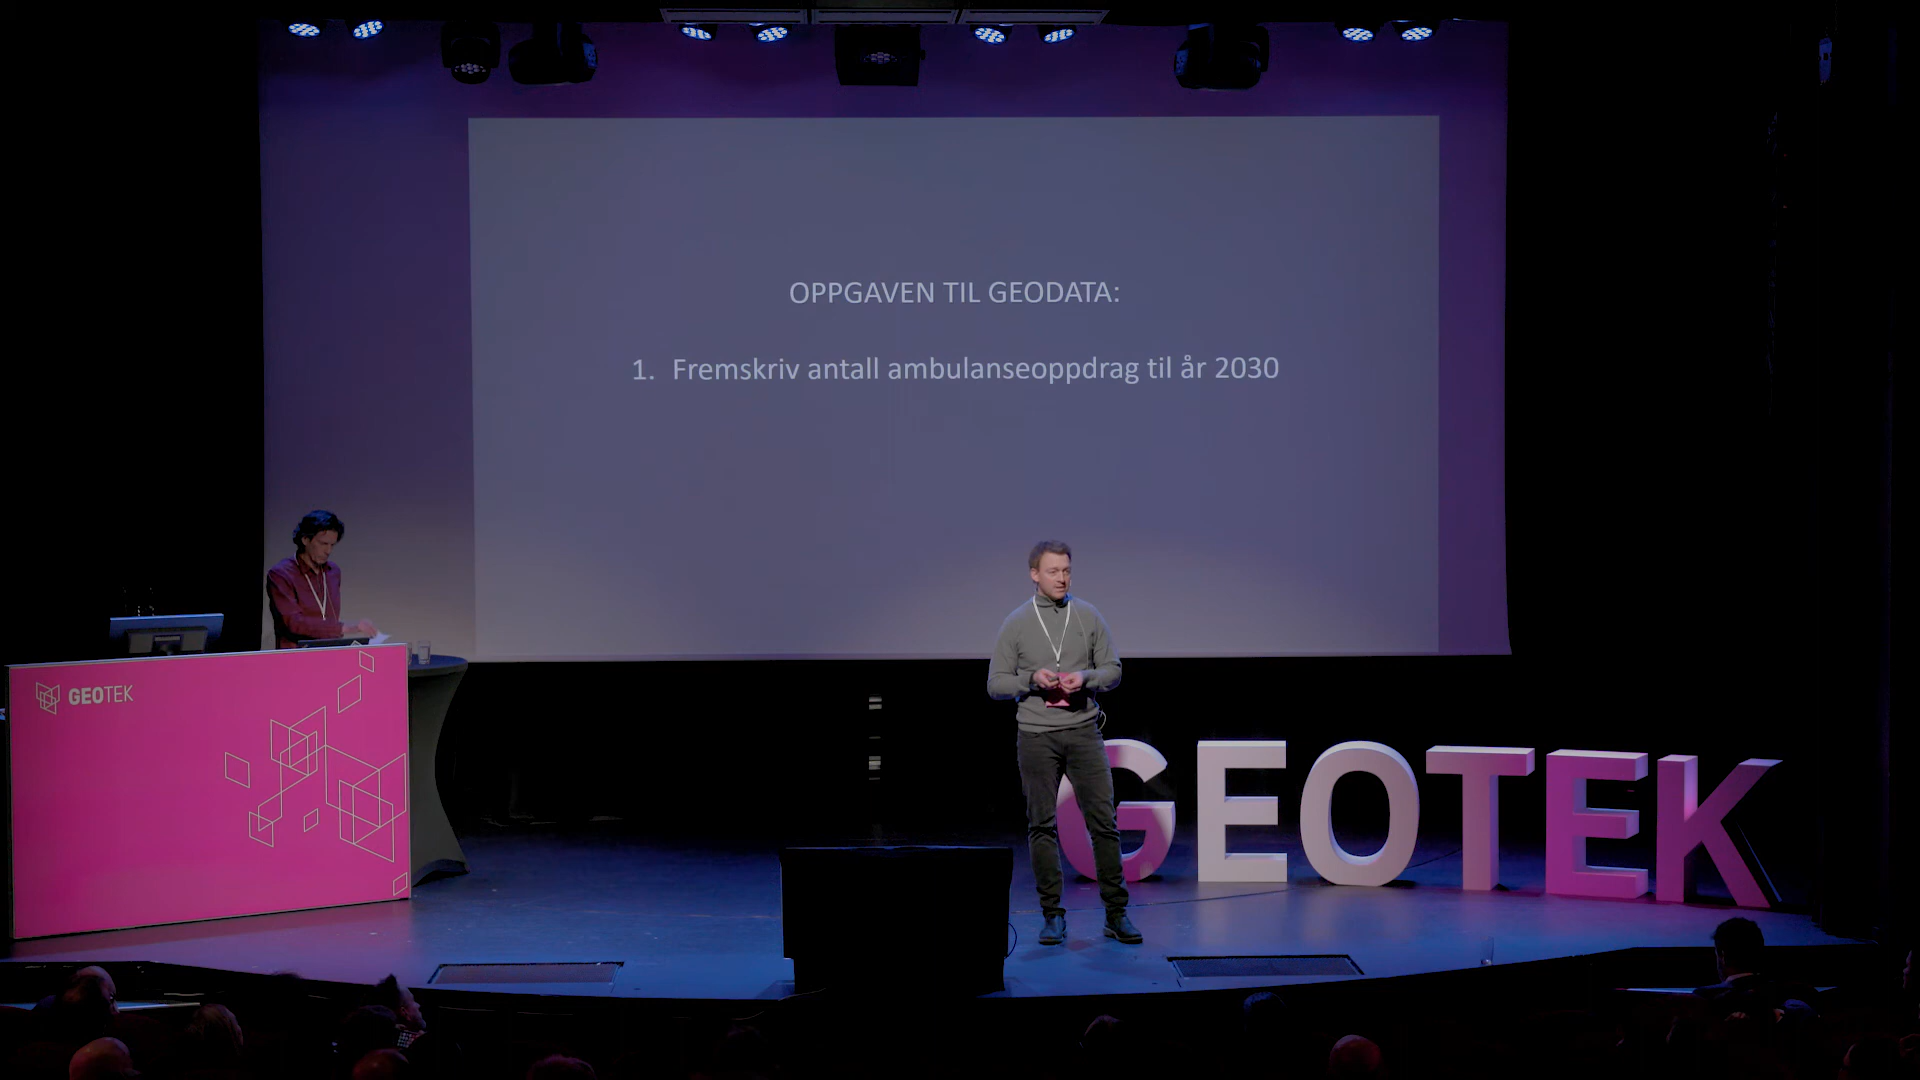 OPPGAVEN TIL GEODATA:
1. Fremskriv antall ambulanseoppdrag til år 2030
GEOTEK
GEOTEK